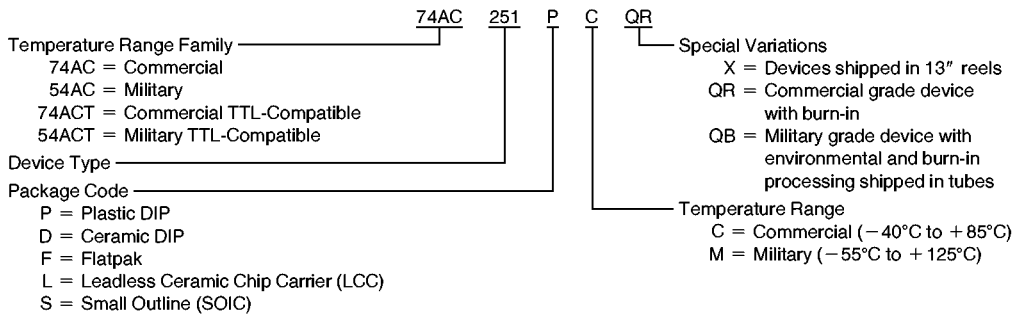 74AC 251 P C QR
Temperature Range Family
74AC = Commercial
54AC = Military
74ACT = Commercial TTL-Compatible
54ACT = Military TTL-Compatible
Device Type
Package Code
P = Plastic DIP
D = Ceramic DIP
F = Flatpak
L = Leadless Ceramic Chip Carrier (LCC)
S = Small Outline (SOIC)
Special Variations
X = Devices shipped in 13″ reels
QR = Commercial grade device
with burn-in
QB = Military grade device with
environmental and burn-in
processing shipped in tubes
Temperature Range
C = Commercial (−40°C to +85°C)
M = Military (−55°C to +125°C)